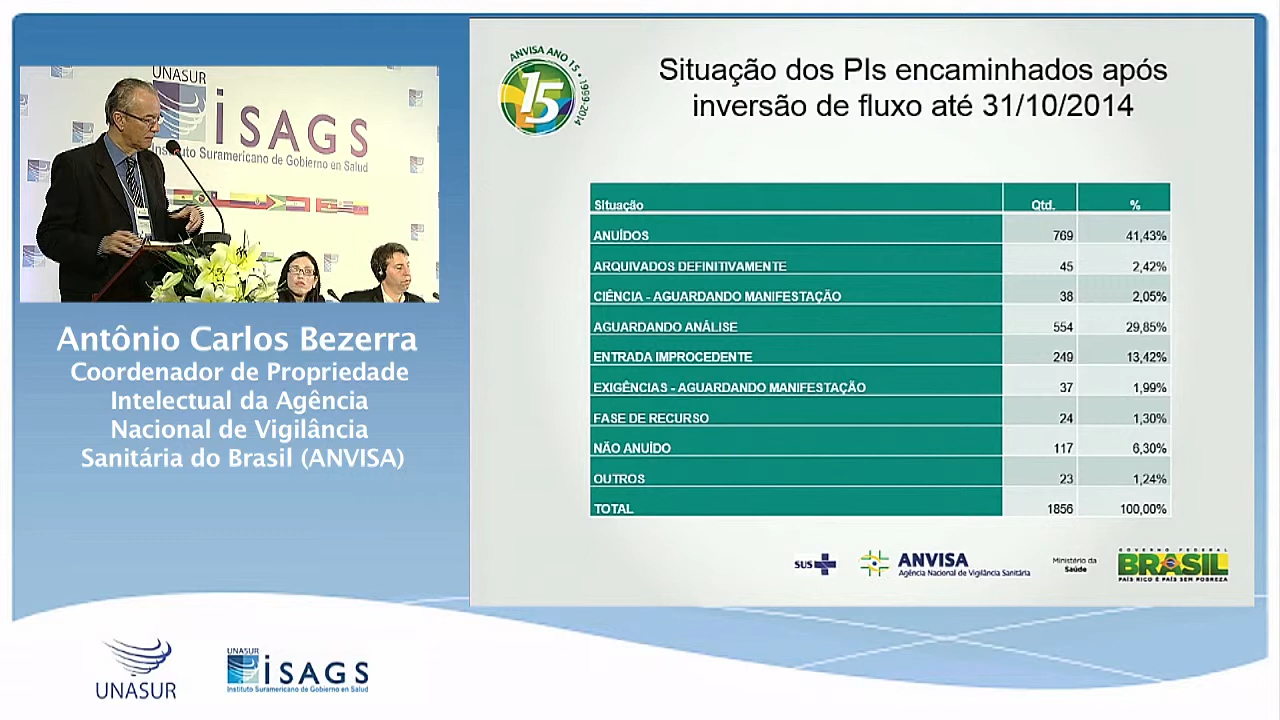 UNASUR
iSAGS
Instituto Suramericano de Gobierno en Salud
Antônio Carlos Bezerra
Coordenador de Propriedade
Intelectual da Agência
Nacional de Vigilância
Sanitária do Brasil (ANVISA)
ANVISA ANO 15 • 1999-2014
15
Situação dos PIs encaminhados após
inversão de fluxo até 31/10/2014
Situação Qtd. %
ANUÍDOS 769 41,43%
ARQUIVADOS DEFINITIVAMENTE 45 2,42%
CIÊNCIA - AGUARDANDO MANIFESTAÇÃO 38 2,05%
AGUARDANDO ANÁLISE 554 29,85%
ENTRADA IMPROCEDENTE 249 13,42%
EXIGÊNCIAS - AGUARDANDO MANIFESTAÇÃO 37 1,99%
FASE DE RECURSO 24 1,30%
NÃO ANUÍDO 117 6,30%
OUTROS 23 1,24%
TOTAL 1856 100,00%
SUS
ANVISA
Agência Nacional de Vigilância Sanitária
Ministério da
Saúde
GOVERNO FEDERAL
BRASIL
PAÍS RICO É PAÍS SEM POBREZA
UNASUR
UNASUR
iSAGS
Instituto Suramericano de Gobierno en Salud